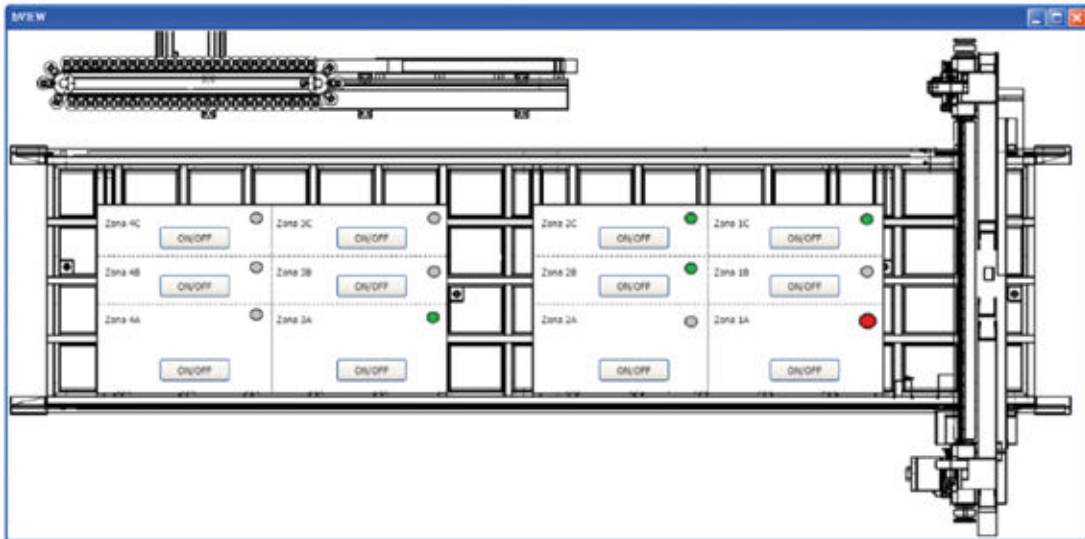 BVIEW
Zona 4C
ON/OFF
Zona 3C
ON/OFF
Zona 2C
ON/OFF
Zona 1C
ON/OFF
Zona 4B
ON/OFF
Zona 3B
ON/OFF
Zona 2B
ON/OFF
Zona 1B
ON/OFF
Zona 4A
ON/OFF
Zona 3A
ON/OFF
Zona 2A
ON/OFF
Zona 1A
ON/OFF